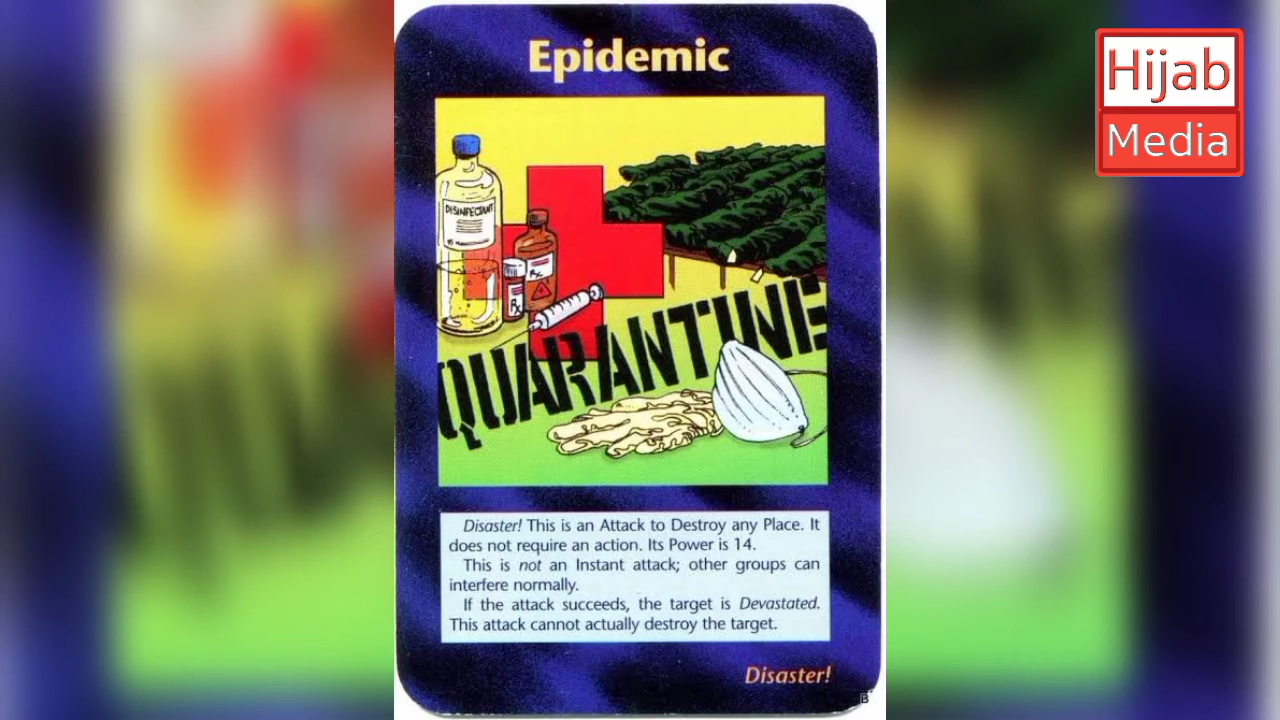 Epidemic
Hijab
Media
DISINFECTANT
Rx
Rx
QUARANTINE
Disaster! This is an Attack to Destroy any Place. It
does not require an action. Its Power is 14.
This is not an Instant attack; other groups can
interfere normally.
If the attack succeeds, the target is Devastated.
This attack cannot actually destroy the target.
Disaster!
B